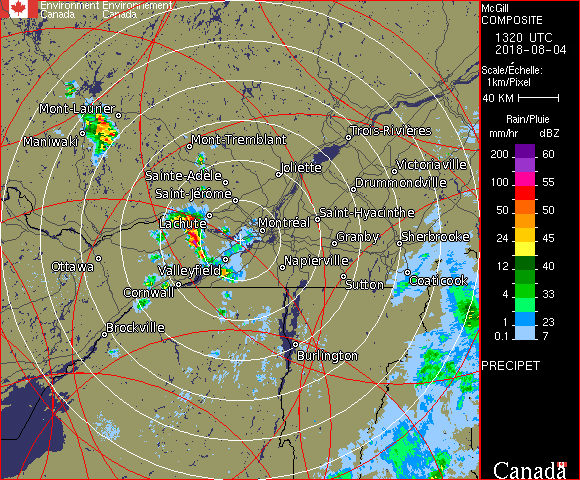 Environment Environnement
Canada Canada
McGill
COMPOSITE
1320 UTC
2018-08-04
Scale/Échelle:
1km/Pixel
40 KM
Rain/Pluie
mm/hr dBZ
200 60
100 55
50 50
24 45
12 40
4 33
1 23
0.1 7
PRECIPET
Canada
Mont-Laurier
Maniwaki
Mont-Tremblant
Trois-Rivières
Sainte-Adèle
Joliette
Victoriaville
Saint-Jérôme
Drummondville
Lachute
Montréal
Saint-Hyacinthe
Granby
Sherbrooke
Ottawa
Valleyfield
Napierville
Cornwall
Sutton
Coaticook
Brockville
Burlington